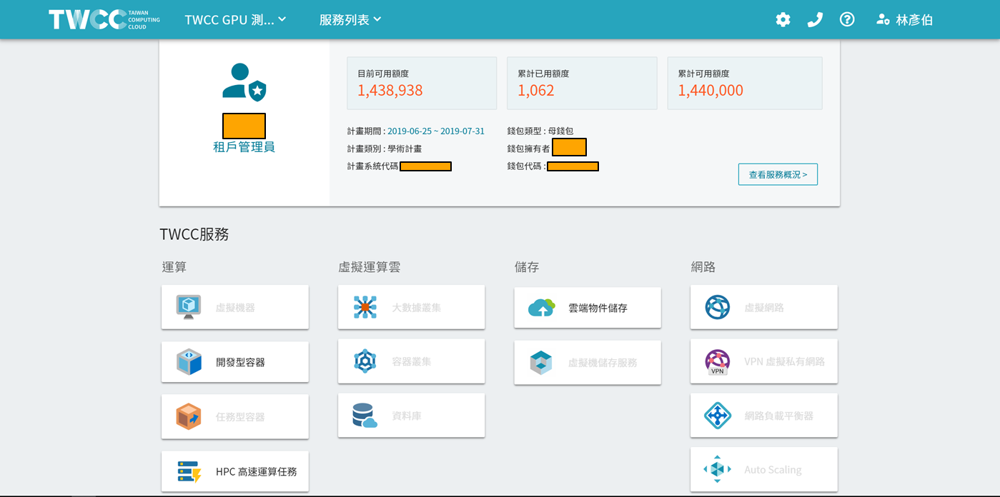 TWCC TAIWAN COMPUTING CLOUD
TWCC GPU 測...
服務列表
林彥伯
租戶管理員
目前可用額度
1,438,938
累計已用額度
1,062
累計可用額度
1,440,000
計畫期間 : 2019-06-25 ~ 2019-07-31
計畫類別 : 學術計畫
計畫系統代碼
錢包類型 : 母錢包
錢包擁有者
錢包代碼 :
查看服務概況 >
TWCC服務
運算
虛擬機器
開發型容器
任務型容器
HPC 高速運算任務
虛擬運算雲
大數據叢集
容器叢集
資料庫
儲存
雲端物件儲存
虛擬機儲存服務
網路
虛擬網路
VPN
VPN 虛擬私有網路
網路負載平衡器
Auto Scaling